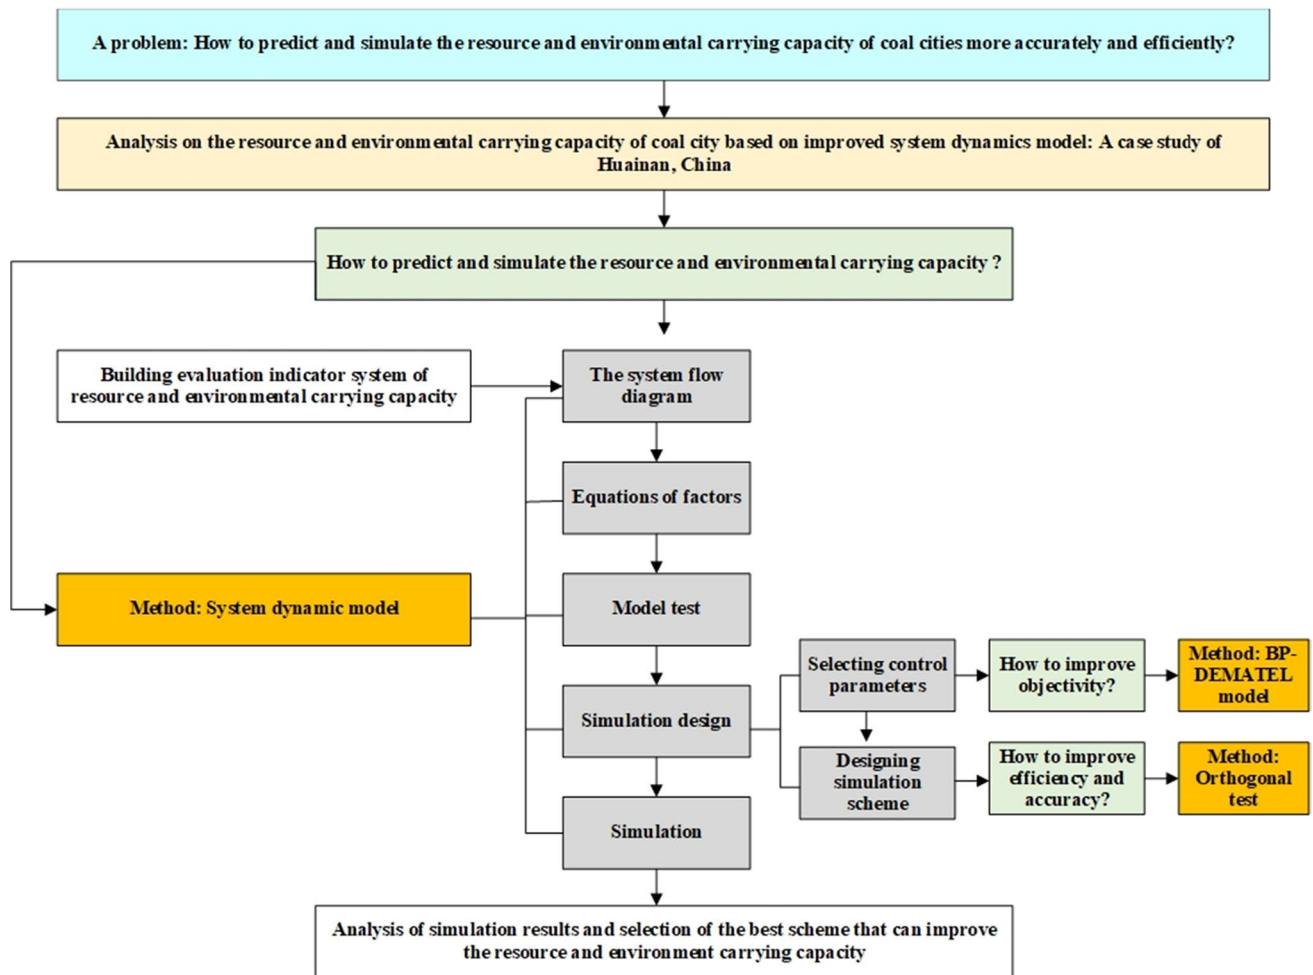 A problem: How to predict and simulate the resource and environmental carrying capacity of coal cities more accurately and efficiently?
Analysis on the resource and environmental carrying capacity of coal city based on improved system dynamics model: A case study of
Huainan, China
How to predict and simulate the resource and environmental carrying capacity ?
Building evaluation indicator system of
resource and environmental carrying capacity
The system flow
diagram
Equations of factors
Method: System dynamic model
Model test
Simulation design
Selecting control
parameters
How to improve
objectivity?
Method: BP-
DEMATEL
model
Designing
simulation
scheme
How to improve
efficiency and
accuracy?
Method:
Orthogonal
test
Simulation
Analysis of simulation results and selection of the best scheme that can improve
the resource and environment carrying capacity